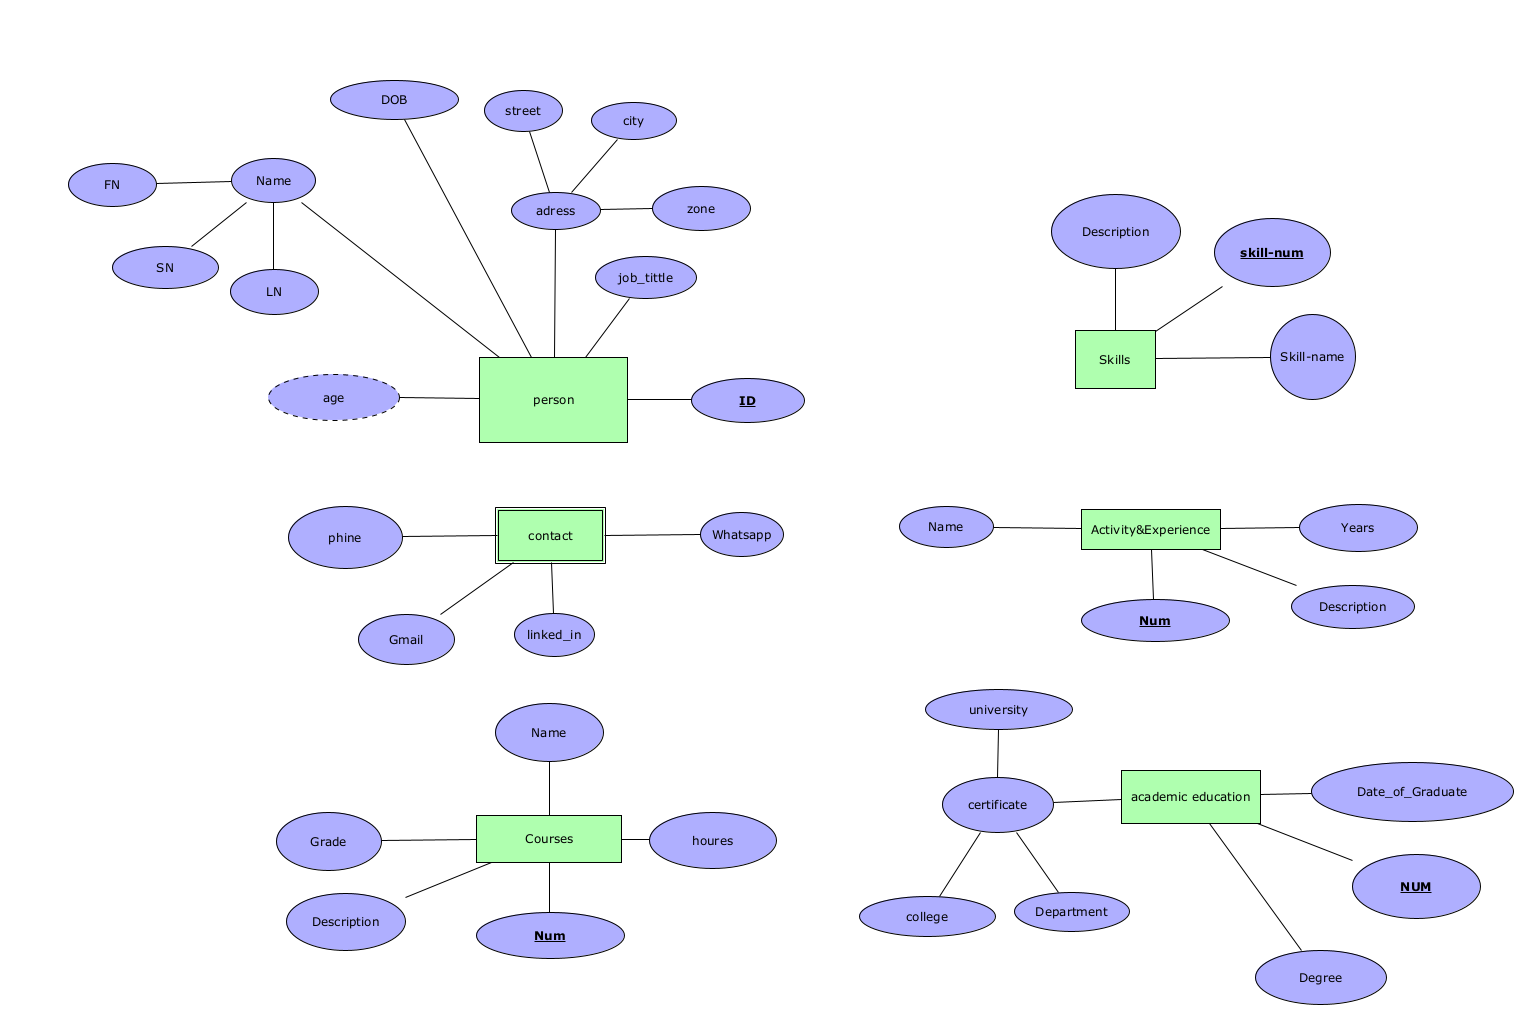 DOB
street
city
FN
Name
adress
zone
SN
LN
job_tittle
age
person
ID
Description
skill-num
Skills
Skill-name
phine
contact
Whatsapp
Gmail
linked_in
Name
Activity&Experience
Years
Num
Description
Name
Grade
Courses
houres
Description
Num
university
certificate
academic education
Date_of_Graduate
college
Department
NUM
Degree